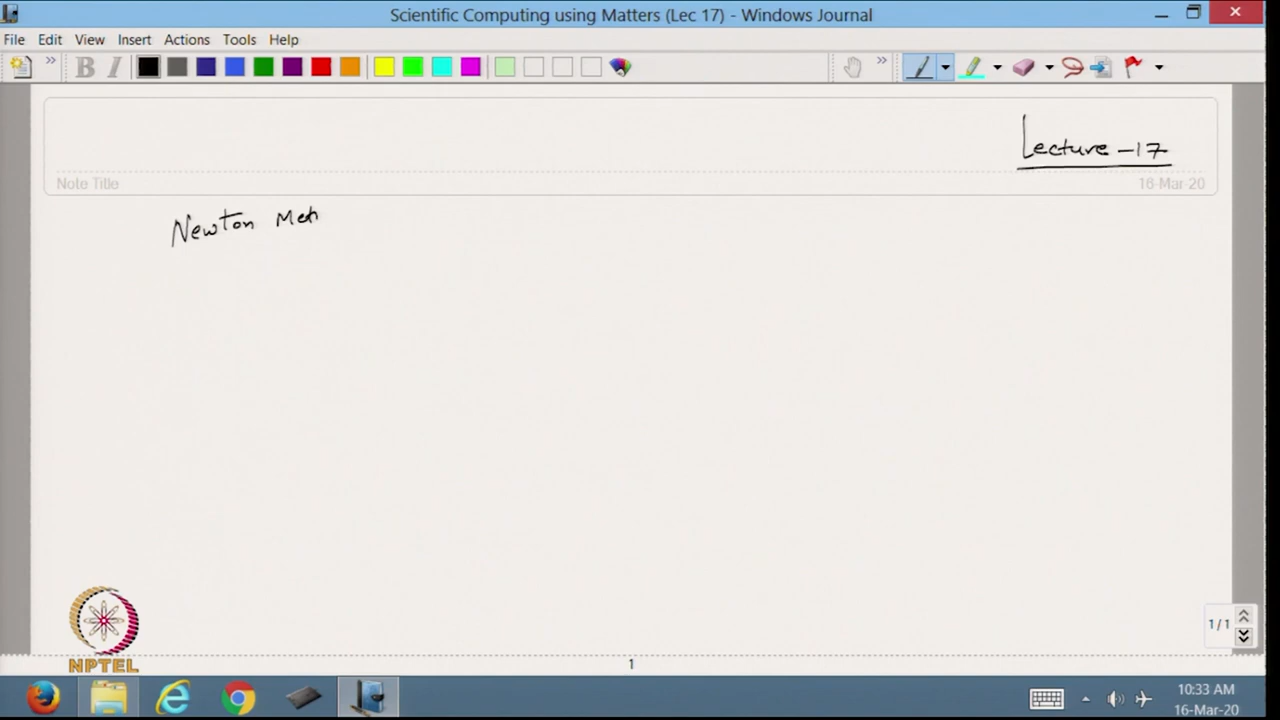 Scientific Computing using Matters (Lec 17) - Windows Journal
File Edit View Insert Actions Tools Help
B I
Lecture -17
Note Title
16-Mar-20
Newton Meth
1 / 1
NPTEL
1
10:33 AM
16-Mar-20